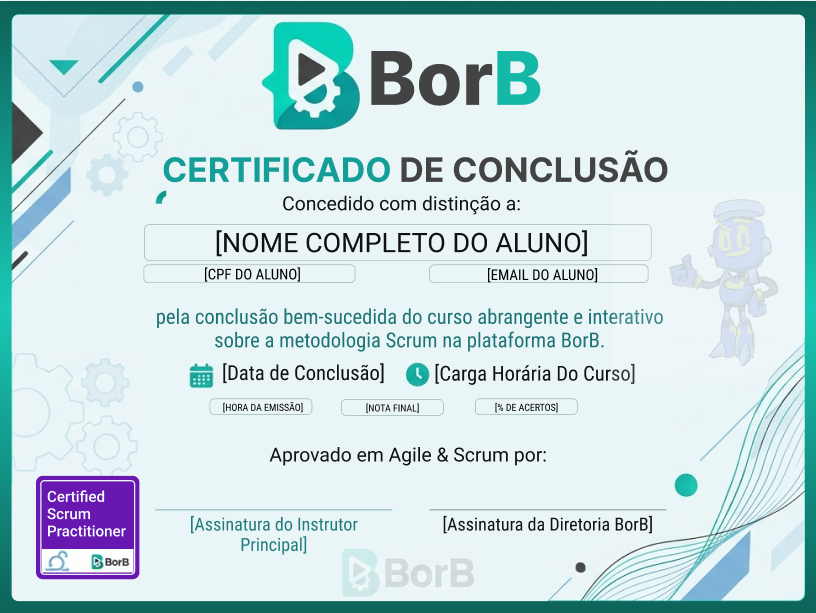 BorB
CERTIFICADO DE CONCLUSÃO
Concedido com distinção a:
[NOME COMPLETO DO ALUNO]
[CPF DO ALUNO] [EMAIL DO ALUNO]
pela conclusão bem-sucedida do curso abrangente e interativo
sobre a metodologia Scrum na plataforma BorB.
[Data de Conclusão] [Carga Horária Do Curso]
[HORA DA EMISSÃO] [NOTA FINAL] [% DE ACERTOS]
Aprovado em Agile & Scrum por:
Certified
Scrum
Practitioner
BorB
[Assinatura do Instrutor
Principal]
[Assinatura da Diretoria BorB]
BorB